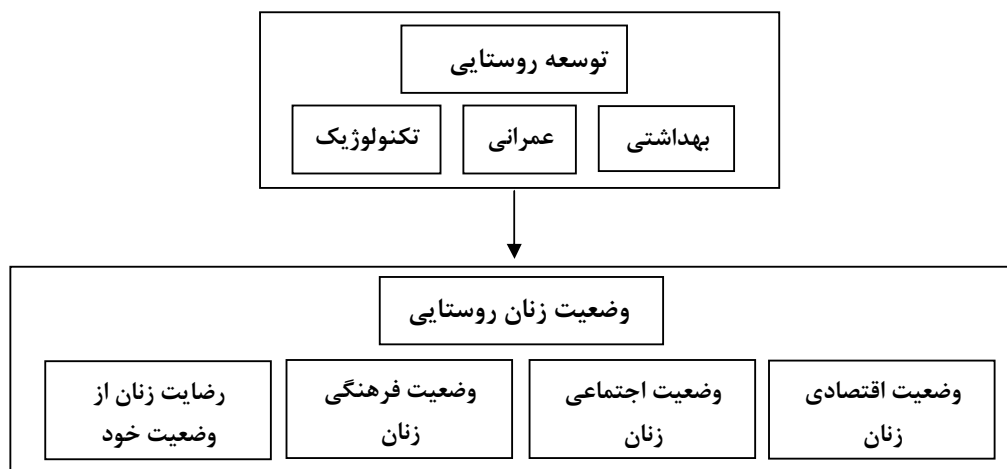 توسعه روستایی
بهداشتی
عمرانی
تکنولوژیک
وضعیت زنان روستایی
وضعیت اقتصادی
زنان
وضعیت اجتماعی
زنان
وضعیت فرهنگی
زنان
رضایت زنان از
وضعیت خود